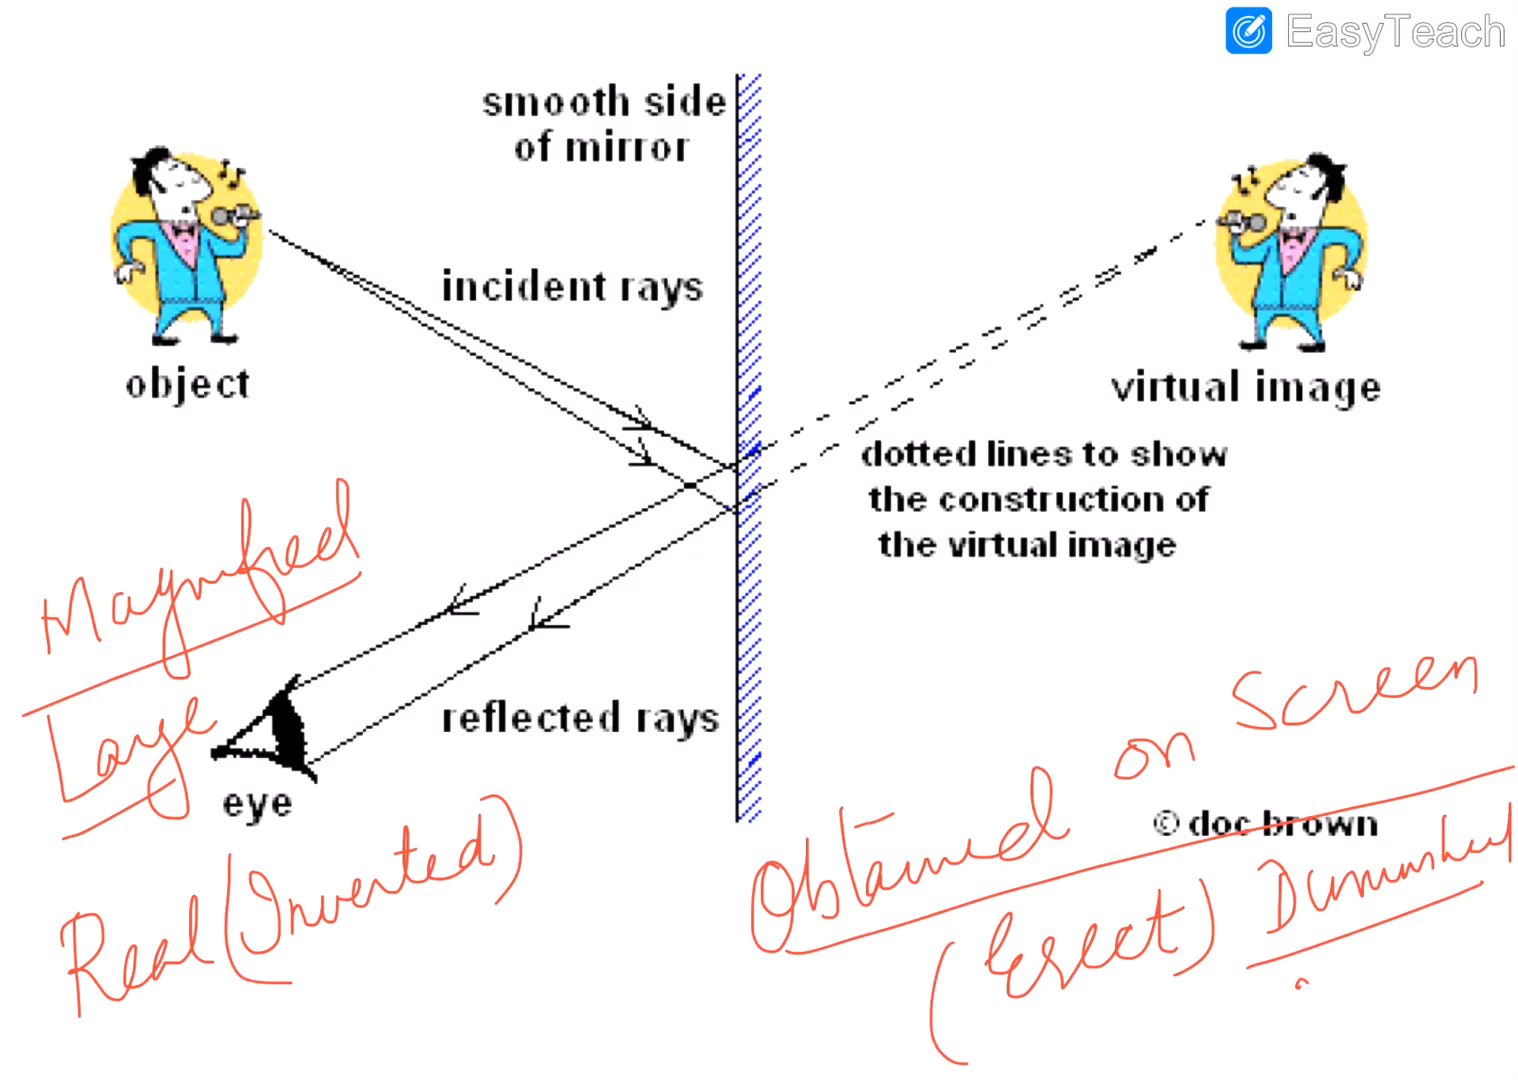 EasyTeach
smooth side
of mirror
incident rays
object
virtual image
dotted lines to show
the construction of
the virtual image
Magnified
Large
reflected rays
eye
Obtained on Screen
© doc brown
Real (Inverted)
(Erect) Diminished